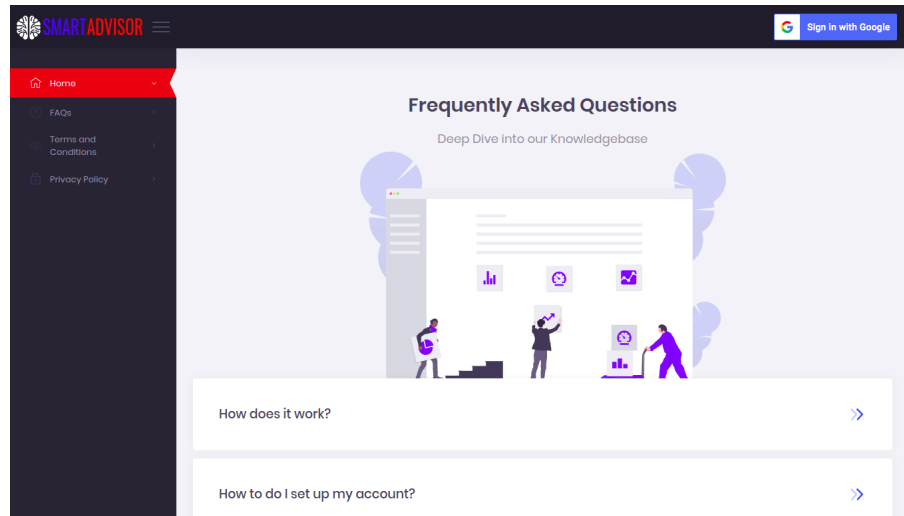 SMARTADVISOR
Sign in with Google
Home
FAQs
Terms and
Conditions
Privacy Policy
Frequently Asked Questions
Deep Dive into our Knowledgebase
How does it work?
How to do I set up my account?